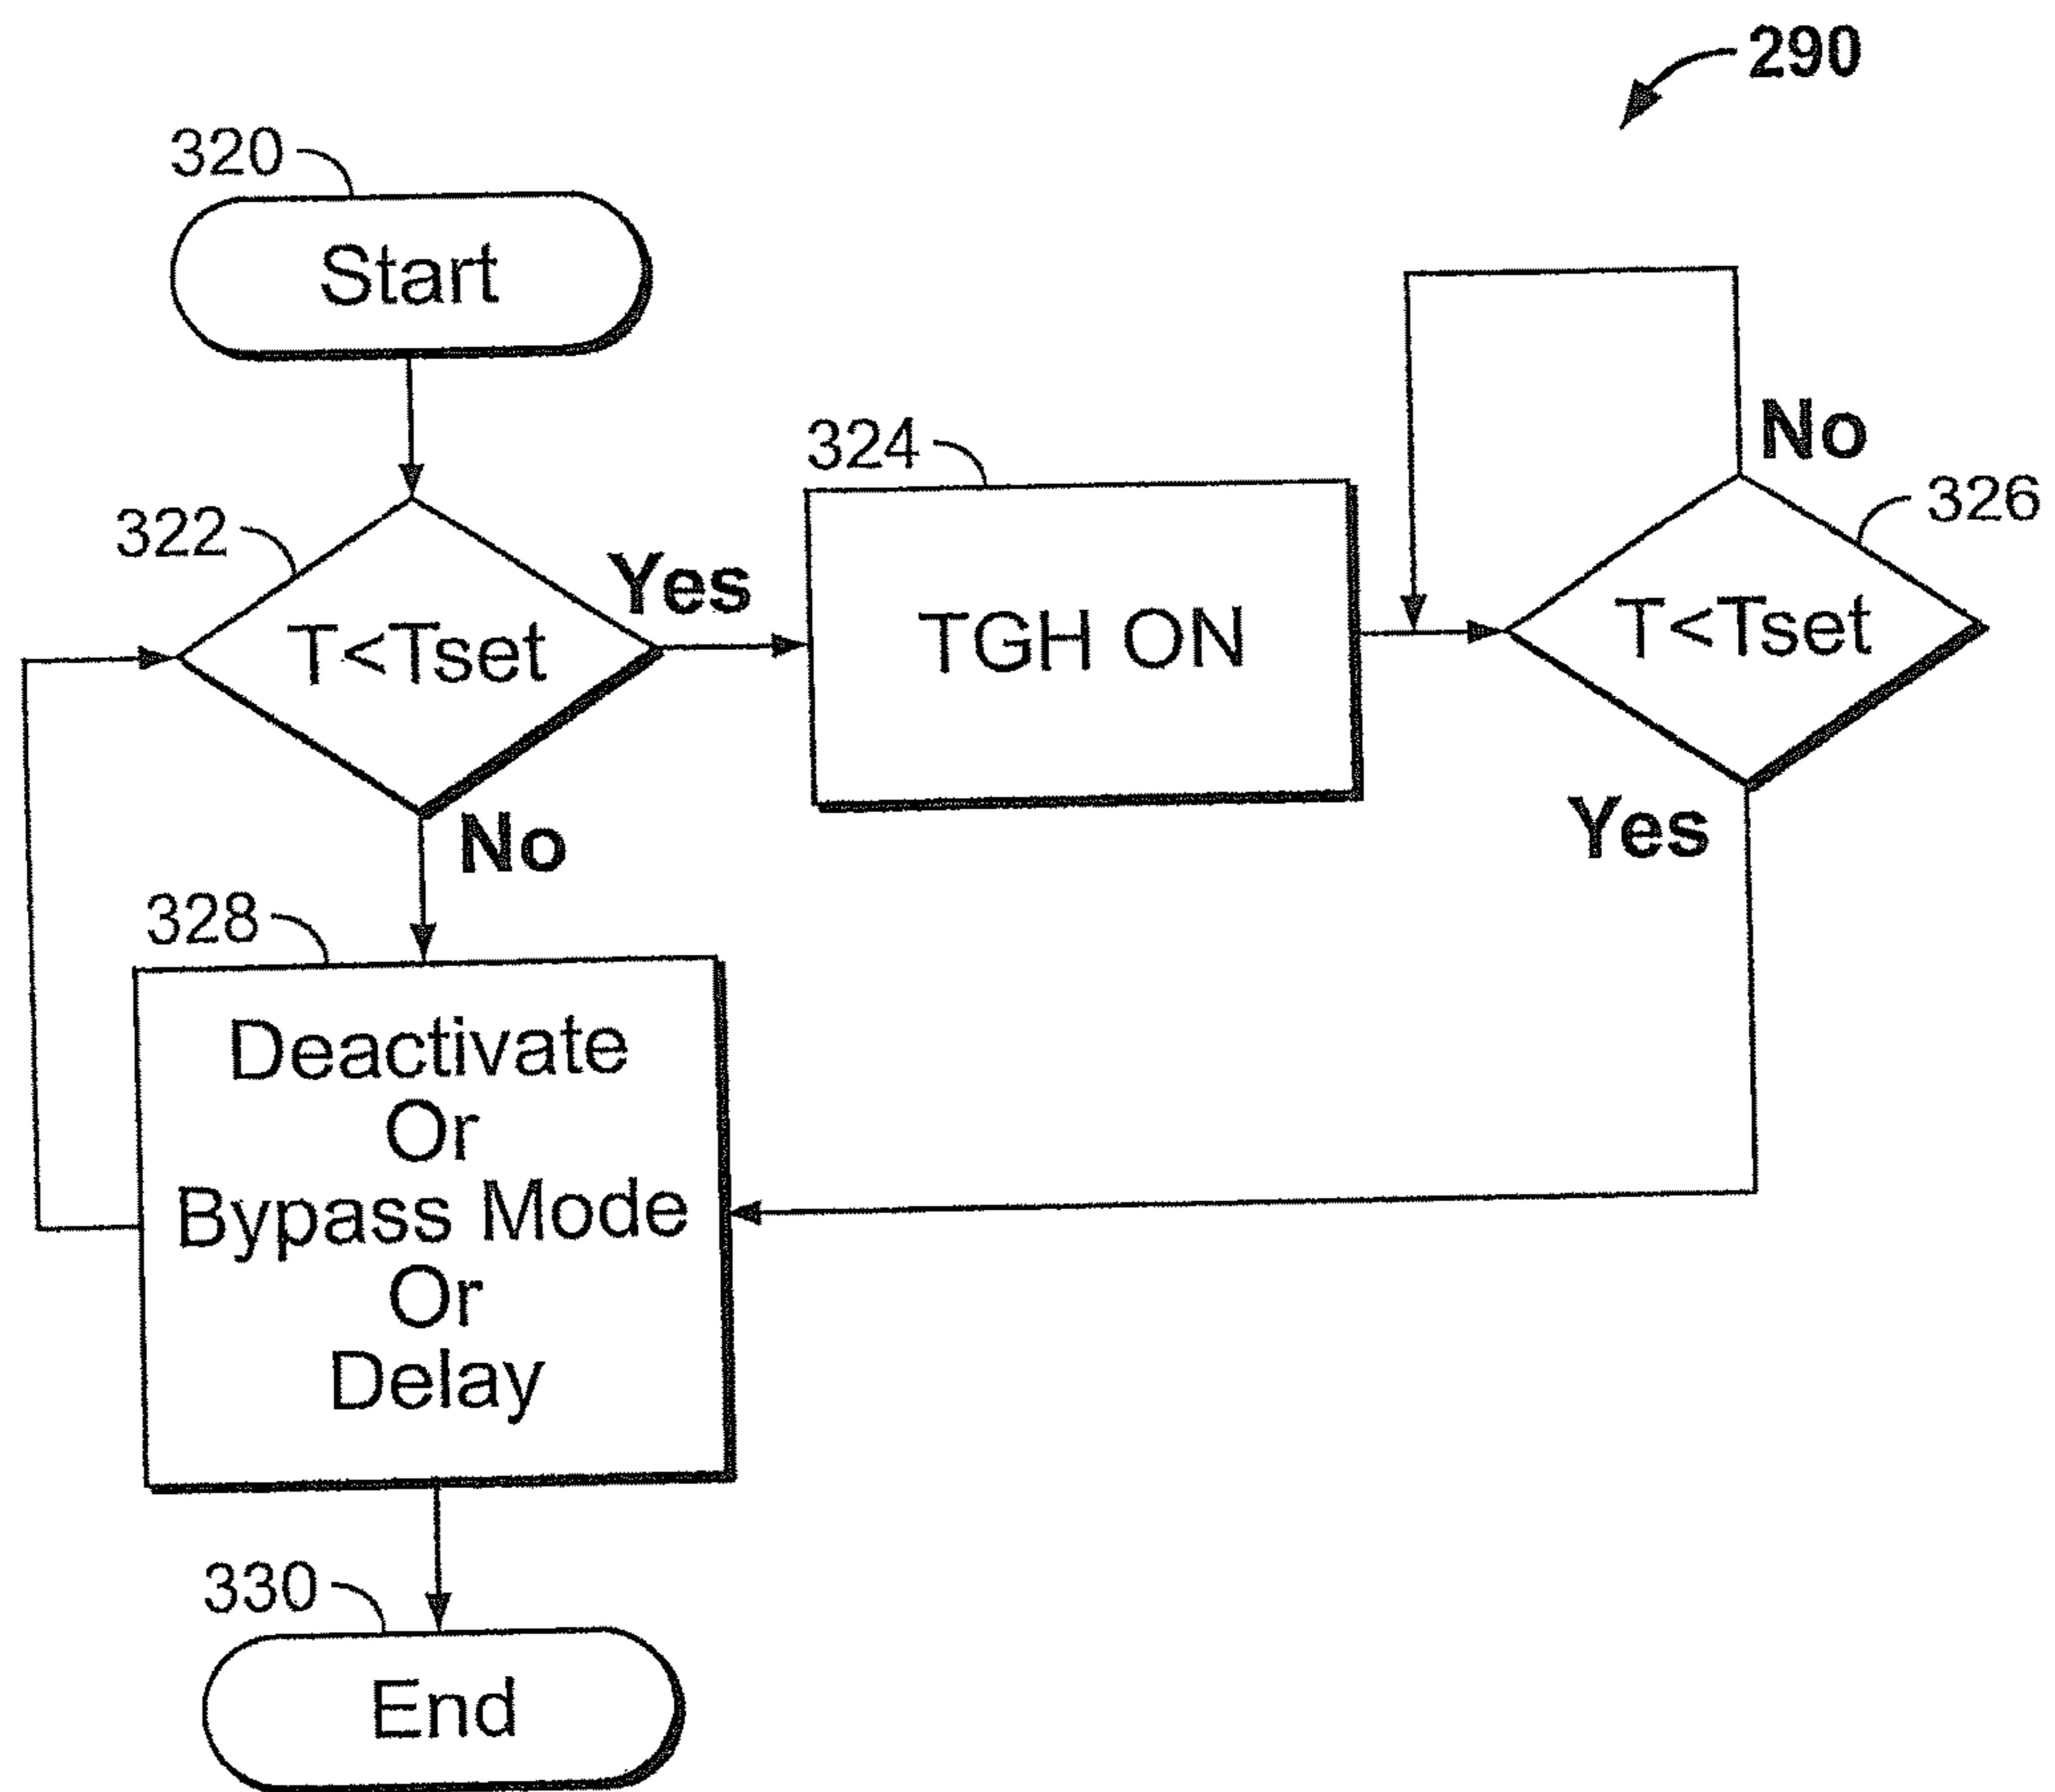 290
320
Start
322
T<Tset
Yes
No
324
TGH ON
No
326
T<Tset
Yes
328
Deactivate
Or
Bypass Mode
Or
Delay
330
End